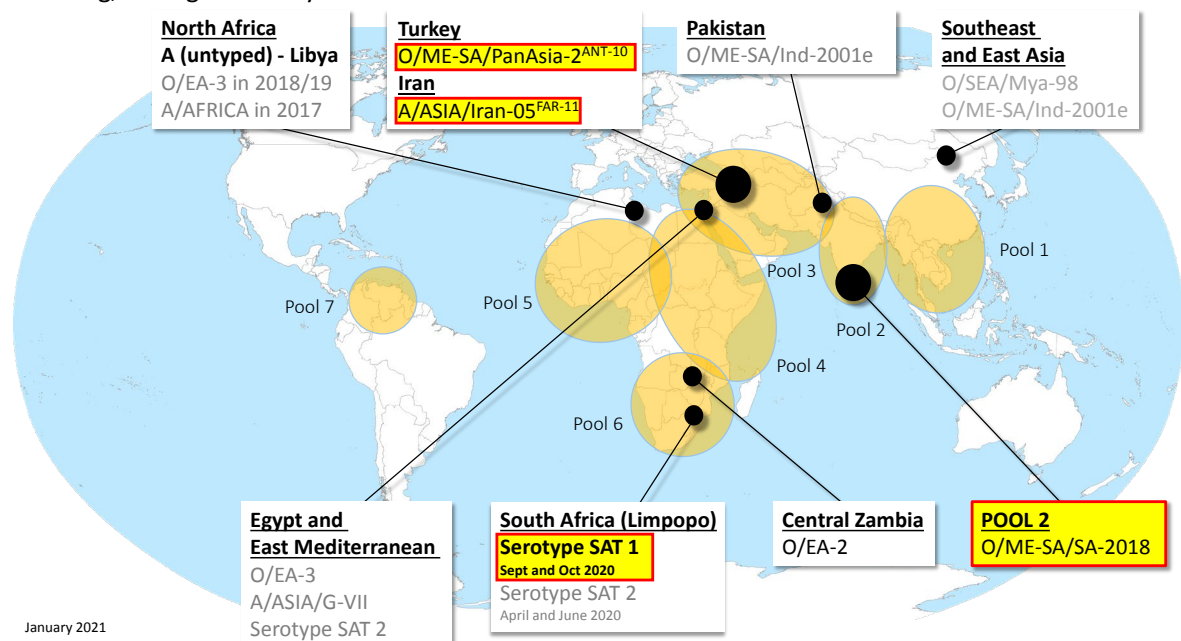 North Africa
A (untyped) - Libya
O/EA-3 in 2018/19
A/AFRICA in 2017
Turkey
O/ME-SA/PanAsia-2ANT-10
Iran
A/ASIA/Iran-05FAR-11
Pakistan
O/ME-SA/Ind-2001e
Southeast
and East Asia
O/SEA/Mya-98
O/ME-SA/Ind-2001e
Pool 1
Pool 3
Pool 5
Pool 7
Pool 2
Pool 4
Pool 6
Egypt and
East Mediterranean
O/EA-3
A/ASIA/G-VII
Serotype SAT 2
South Africa (Limpopo)
Serotype SAT 1
Sept and Oct 2020
Serotype SAT 2
April and June 2020
Central Zambia
O/EA-2
POOL 2
O/ME-SA/SA-2018
January 2021